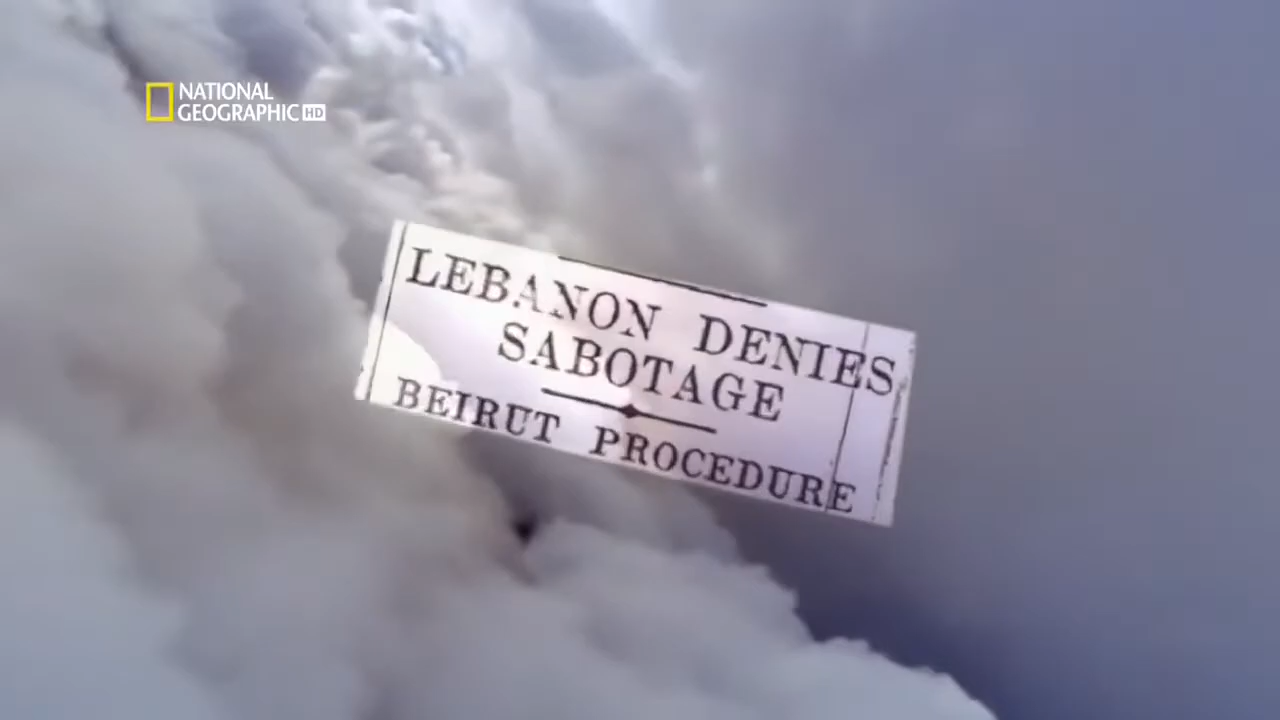 NATIONAL
GEOGRAPHIC HD
LEBANON DENIES
SABOTAGE
BEIRUT PROCEDURE